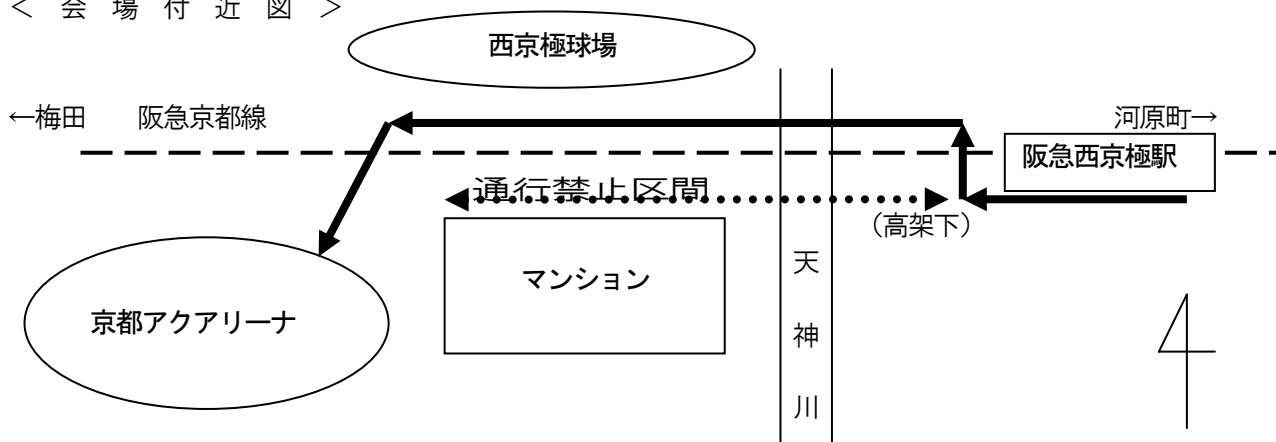 ＜ 会 場 付 近 図 ＞
西京極球場
←梅田 阪急京都線
河原町→
阪急西京極駅
通行禁止区間
（高架下）
マンション
天神川
京都アクアリーナ